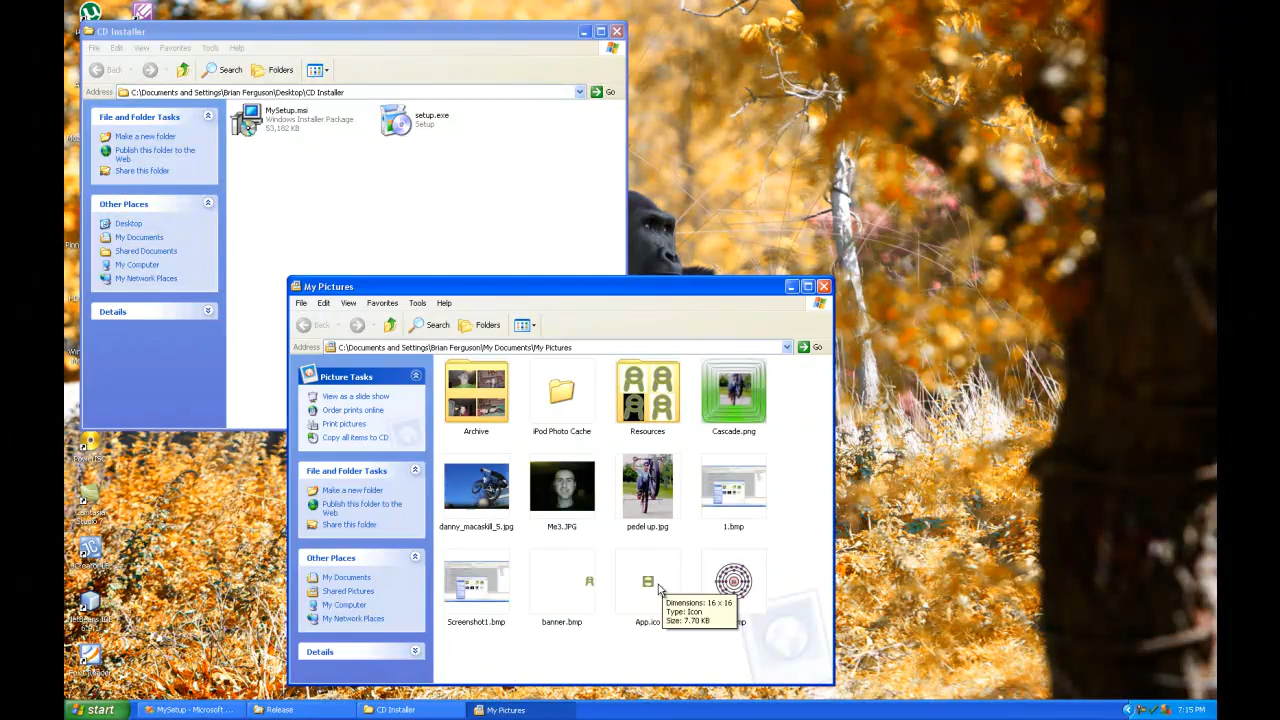 CD Installer
File Edit View Favorites Tools Help
Back Search Folders
Address C:\Documents and Settings\Brian Ferguson\Desktop\CD Installer Go
File and Folder Tasks
Make a new folder
Publish this folder to the
Web
Share this folder
Other Places
Desktop
My Documents
Shared Documents
My Computer
My Network Places
Details
MySetup.msi
Windows Installer Package
53,182 KB
setup.exe
Setup
My Pictures
File Edit View Favorites Tools Help
Back Search Folders
Address C:\Documents and Settings\Brian Ferguson\My Documents\My Pictures Go
Picture Tasks
View as a slide show
Order prints online
Print pictures
Copy all items to CD
File and Folder Tasks
Make a new folder
Publish this folder to the
Web
Share this folder
Other Places
My Documents
Shared Pictures
My Computer
My Network Places
Details
Archive iPod Photo Cache Resources Cascade.png
danny_macaskill_5.jpg Me3.JPG pedel up.jpg 1.bmp
Screenshot1.bmp banner.bmp App.ico
Dimensions: 16 x 16
Type: Icon
Size: 7.70 KB
Camtasia
Studio 7
start MySetup - Microsoft ... Release CD Installer My Pictures 7:15 PM